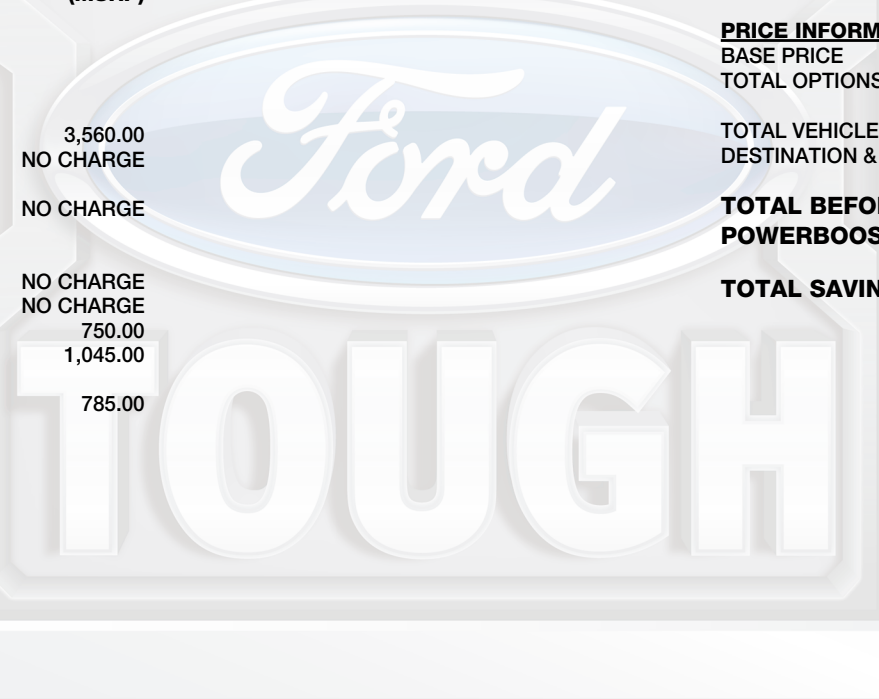 3,560.00
NO CHARGE
NO CHARGE
NO CHARGE
NO CHARGE
750.00
1,045.00
785.00
PRICE INFORM
BASE PRICE
TOTAL OPTIONS
TOTAL VEHICLE
DESTINATION &
TOTAL BEFO
POWERBOOS
TOTAL SAVIN
Ford
TOUGH